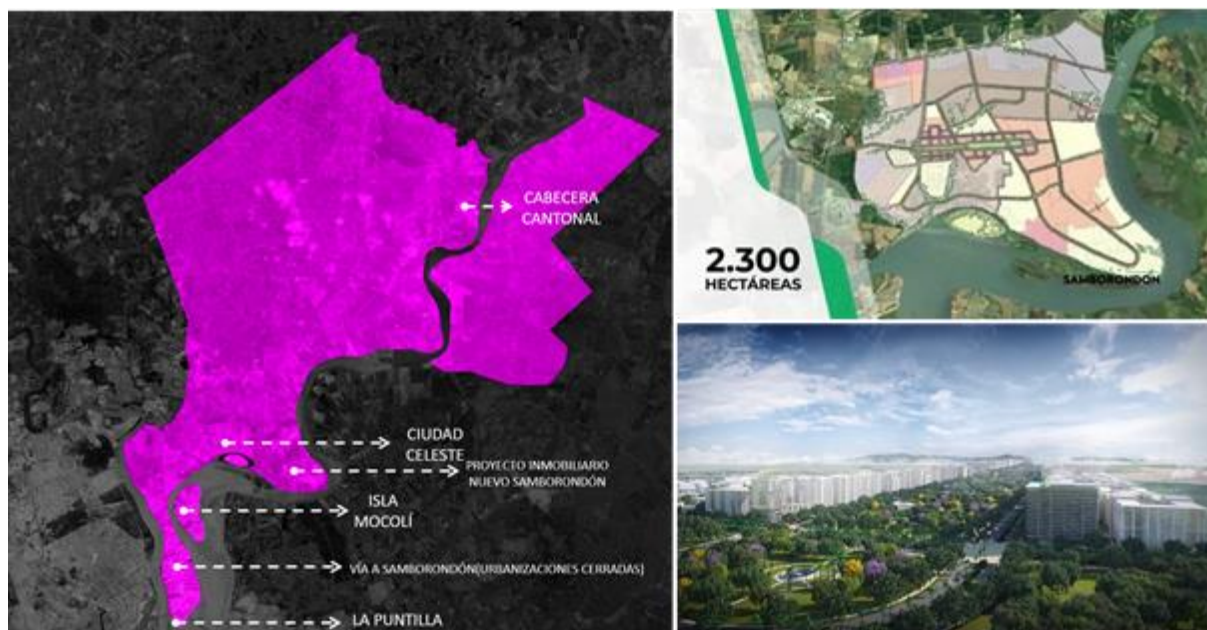 CABECERA
CANTONAL
CIUDAD
CELESTE
PROYECTO INMOBILIARIO
NUEVO SAMBORONDÓN
ISLA
MOCOLÍ
VÍA A SAMBORONDÓN(URBANIZACIONES CERRADAS)
LA PUNTILLA
2.300
HECTÁREAS
SAMBORONDÓN